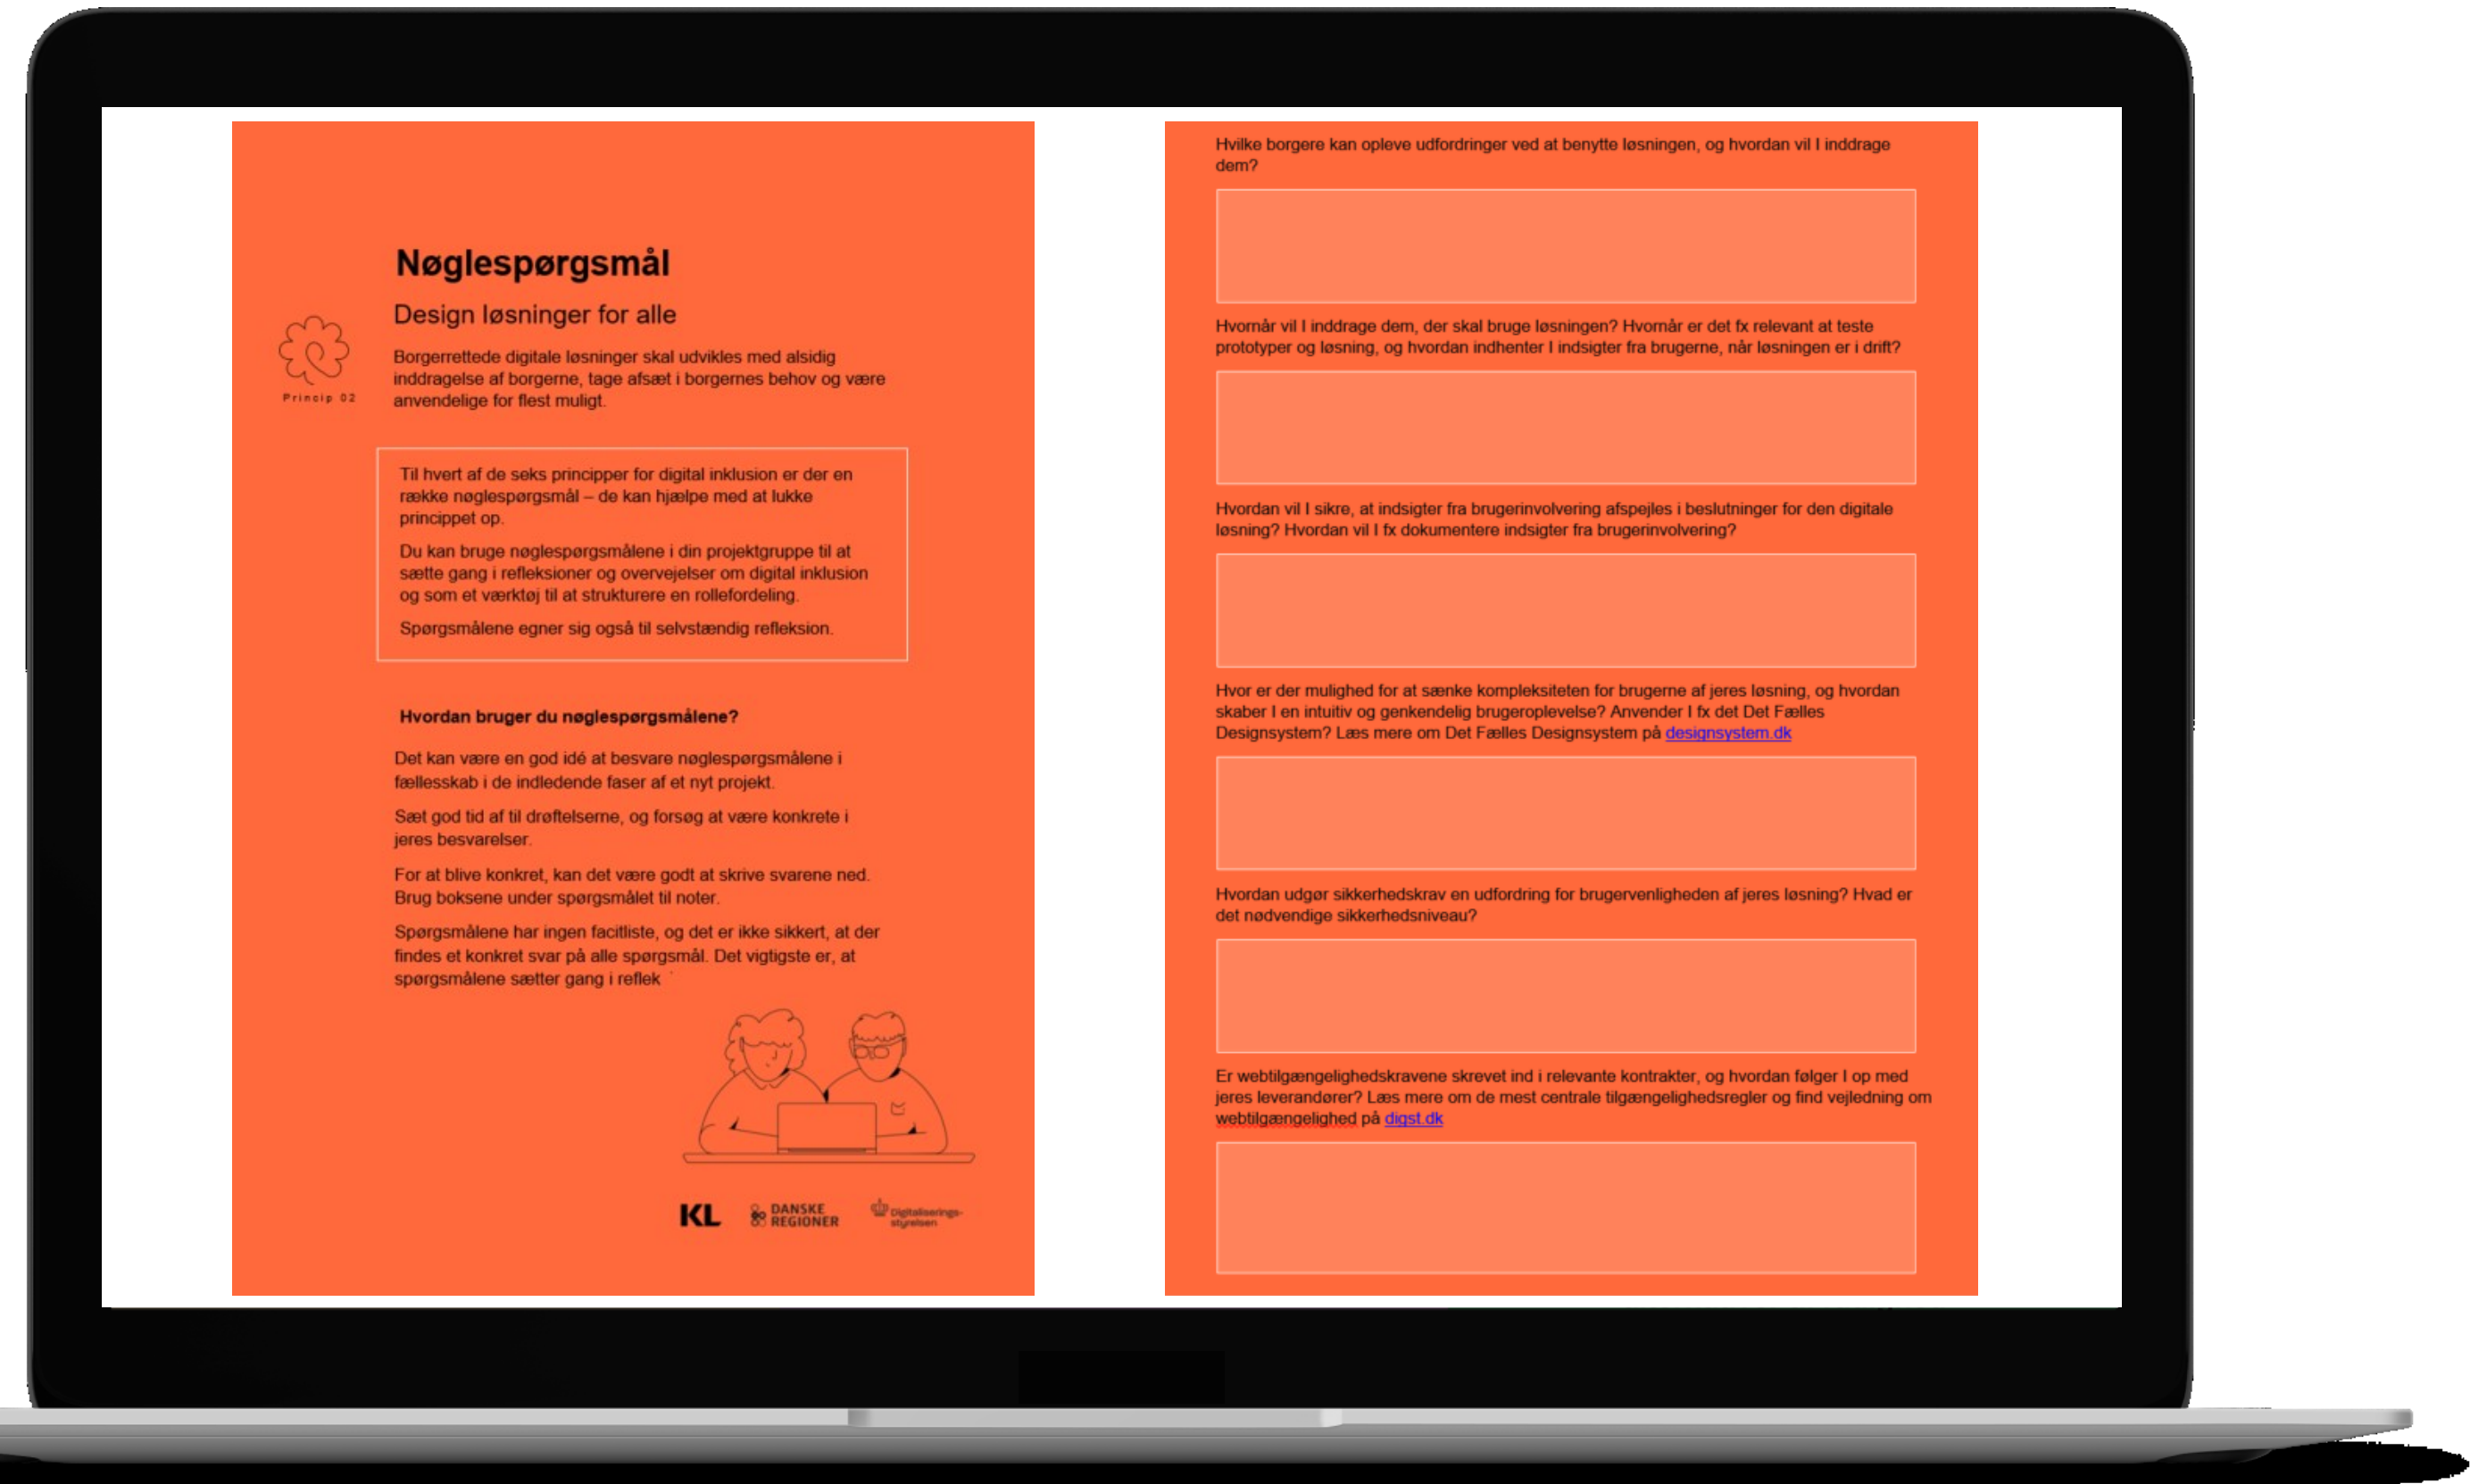 Nøglespørgsmål
Design løsninger for alle
Princip 02
Borgerrettede digitale løsninger skal udvikles med alsidig
inddragelse af borgerne, tage afsæt i borgernes behov og være
anvendelige for flest muligt.
Til hvert af de seks principper for digital inklusion er der en
række nøglespørgsmål – de kan hjælpe med at lukke
princippet op.
Du kan bruge nøglespørgsmålene i din projektgruppe til at
sætte gang i refleksioner og overvejelser om digital inklusion
og som et værktøj til at strukturere en rollefordeling.
Spørgsmålene egner sig også til selvstændig refleksion.
Hvordan bruger du nøglespørgsmålene?
Det kan være en god idé at besvare nøglespørgsmålene i
fællesskab i de indledende faser af et nyt projekt.
Sæt god tid af til drøftelserne, og forsøg at være konkrete i
jeres besvarelser.
For at blive konkret, kan det være godt at skrive svarene ned.
Brug boksene under spørgsmålet til noter.
Spørgsmålene har ingen facitliste, og det er ikke sikkert, at der
findes et konkret svar på alle spørgsmål. Det vigtigste er, at
spørgsmålene sætter gang i reflek
KL
DANSKE
REGIONER
Digitaliserings-
styrelsen
Hvilke borgere kan opleve udfordringer ved at benytte løsningen, og hvordan vil I inddrage
dem?
Hvornår vil I inddrage dem, der skal bruge løsningen? Hvornår er det fx relevant at teste
prototyper og løsning, og hvordan indhenter I indsigter fra brugerne, når løsningen er i drift?
Hvordan vil I sikre, at indsigter fra brugerinvolvering afspejles i beslutninger for den digitale
løsning? Hvordan vil I fx dokumentere indsigter fra brugerinvolvering?
Hvor er der mulighed for at sænke kompleksiteten for brugerne af jeres løsning, og hvordan
skaber I en intuitiv og genkendelig brugeroplevelse? Anvender I fx det Det Fælles
Designsystem? Læs mere om Det Fælles Designsystem på designsystem.dk
Hvordan udgør sikkerhedskrav en udfordring for brugervenligheden af jeres løsning? Hvad er
det nødvendige sikkerhedsniveau?
Er webtilgængelighedskravene skrevet ind i relevante kontrakter, og hvordan følger I op med
jeres leverandører? Læs mere om de mest centrale tilgængelighedsregler og find vejledning om
webtilgængelighed på digst.dk